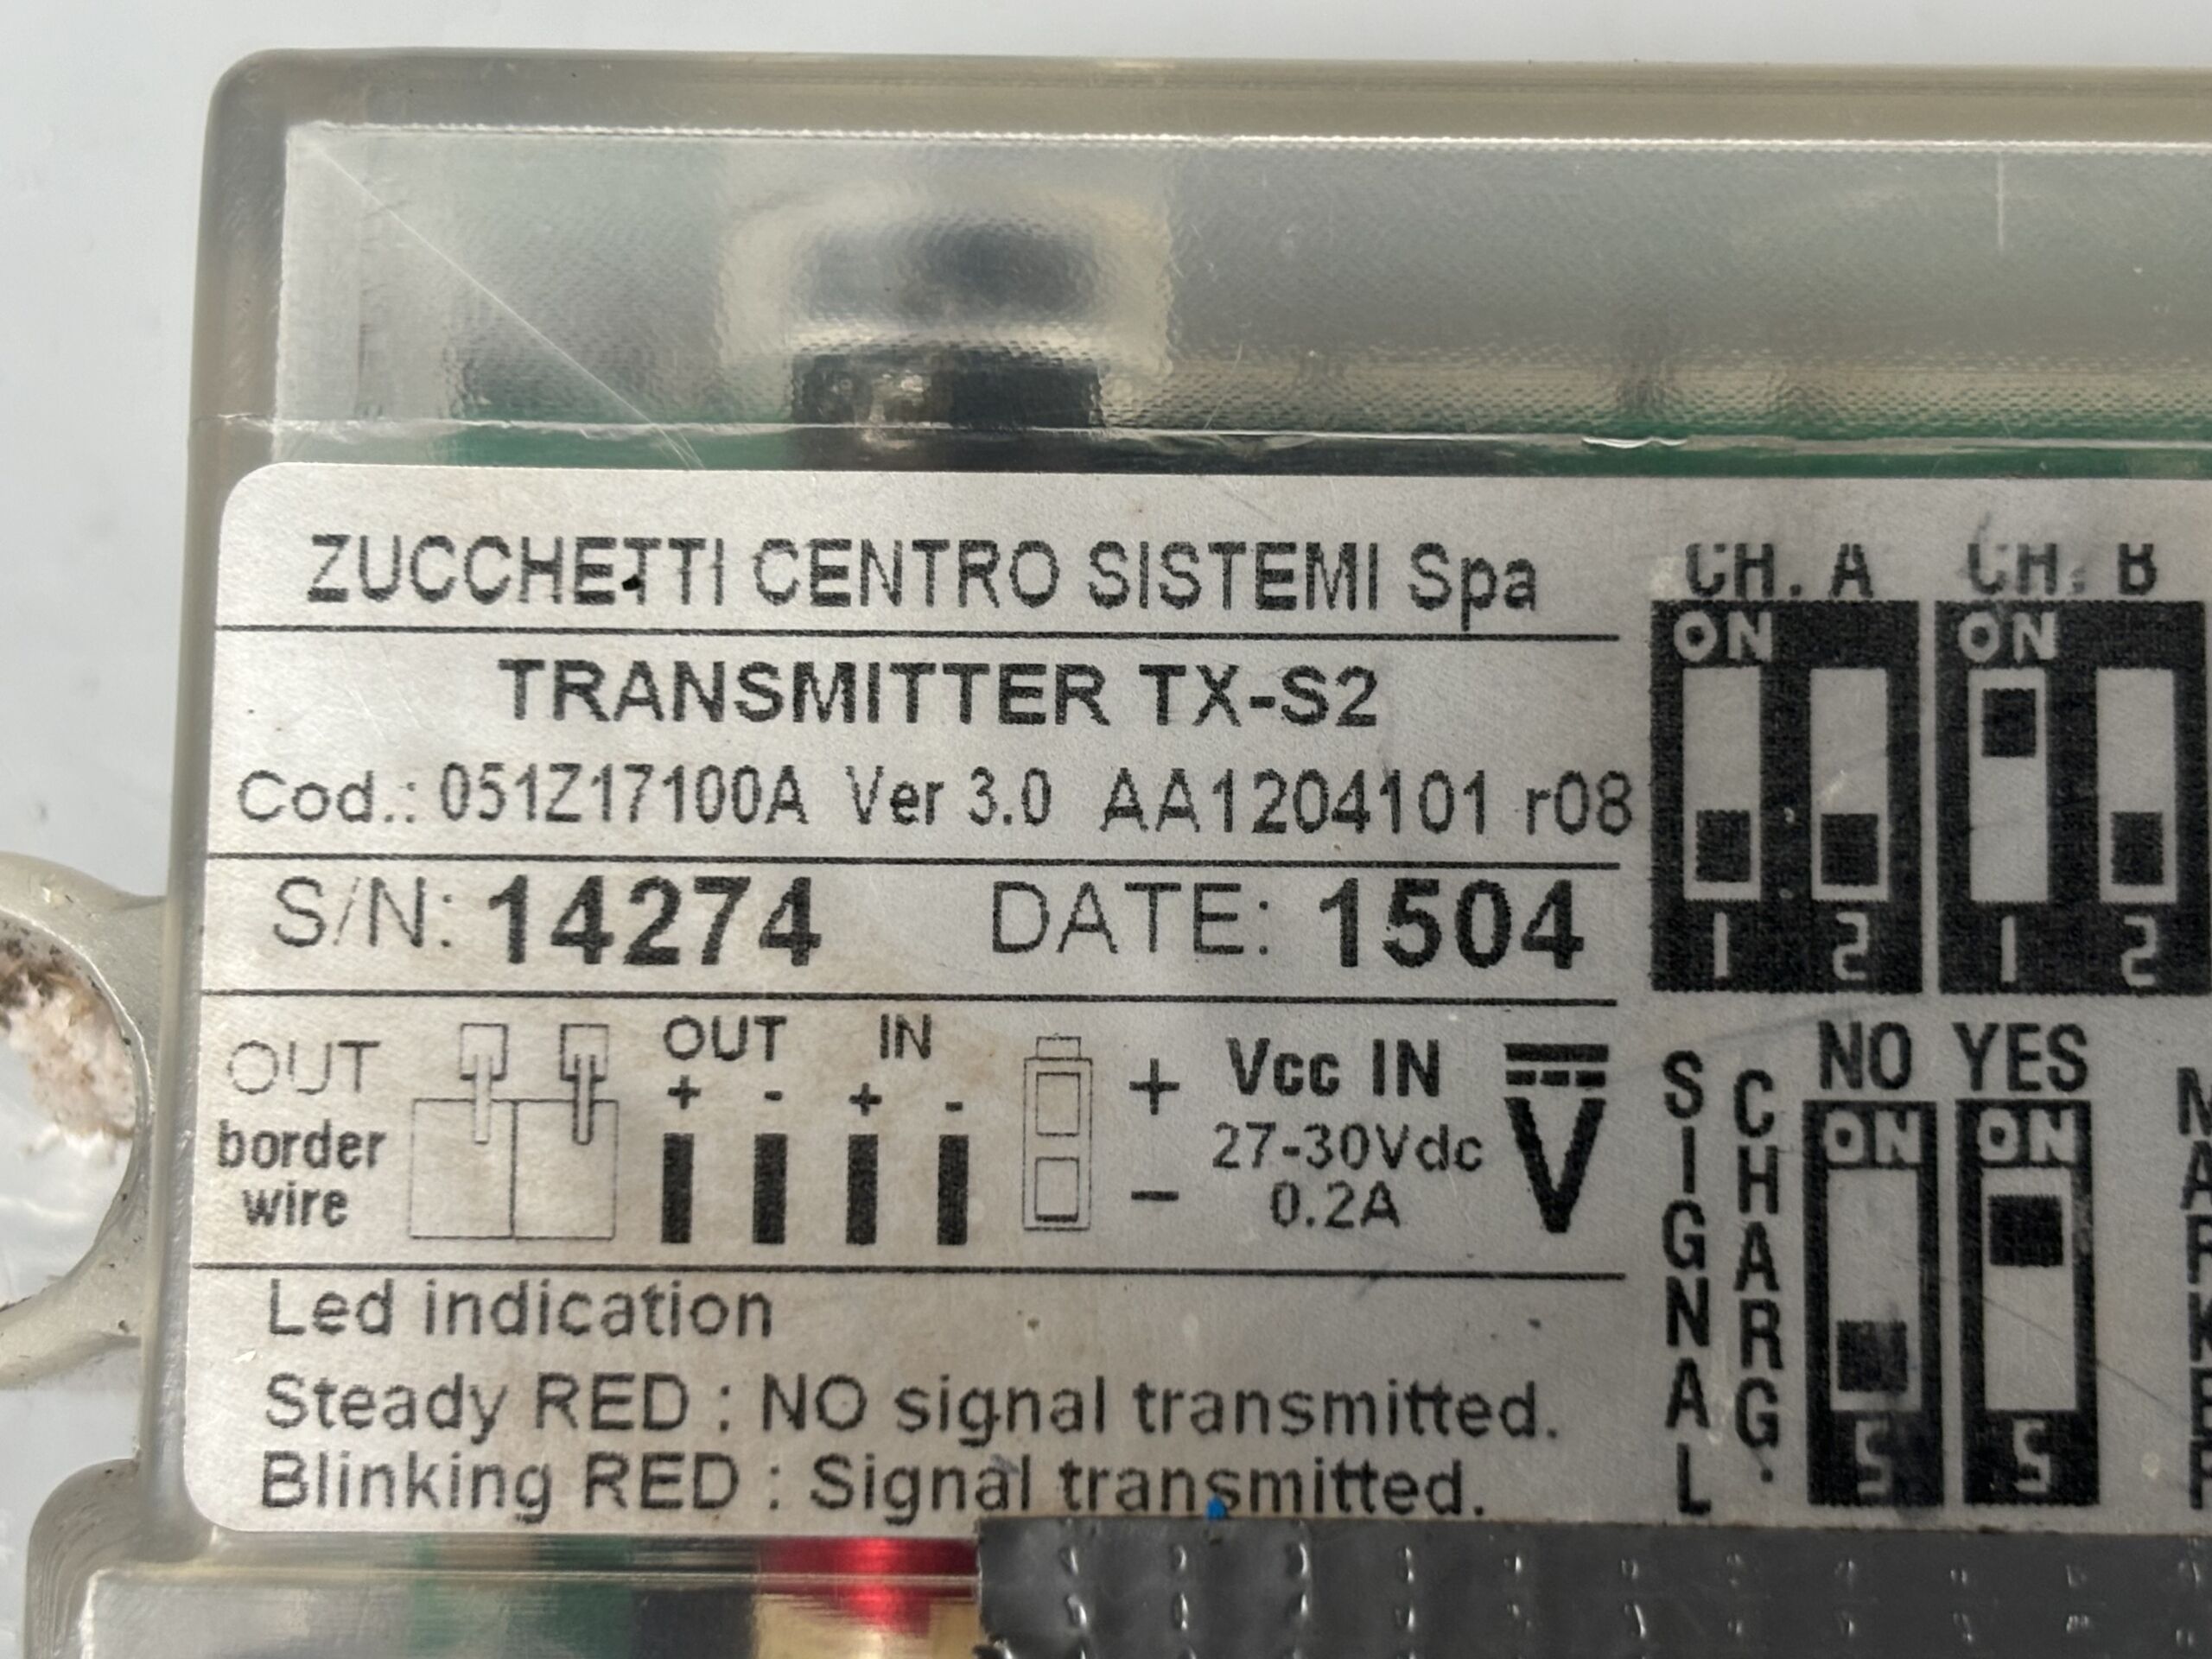 ZUCCHETTI CENTRO SISTEMI Spa
TRANSMITTER TX-S2
Cod.: 051Z17100A Ver 3.0 AA1204101 r08
S/N: 14274 DATE: 1504
OUT border wire
OUT IN
+ - + -
+ Vcc IN
27-30Vdc
- 0.2A
V
Led indication
Steady RED : NO signal transmitted.
Blinking RED : Signal transmitted.
CH. A CH. B
ON ON
1 2 1 2
SIGNAL
CHARG.
NO YES
ON ON
5 5